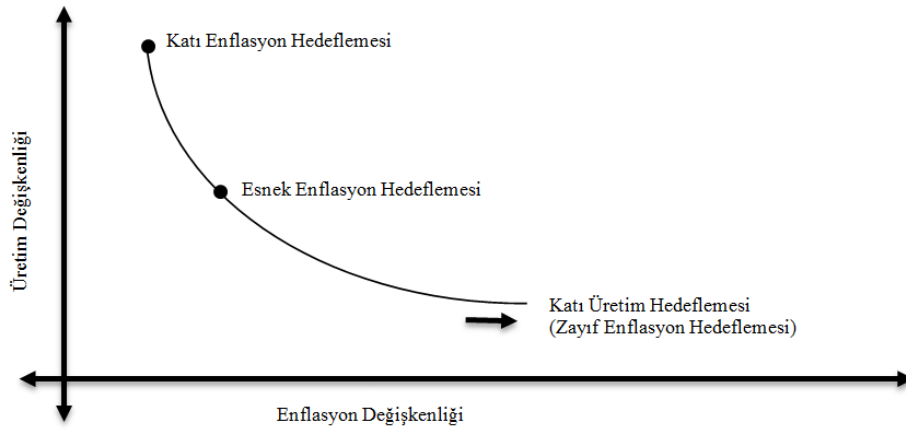 Katı Enflasyon Hedeflemesi
Üretim Değişkenliği
Esnek Enflasyon Hedeflemesi
Katı Üretim Hedeflemesi
(Zayıf Enflasyon Hedeflemesi)
Enflasyon Değişkenliği